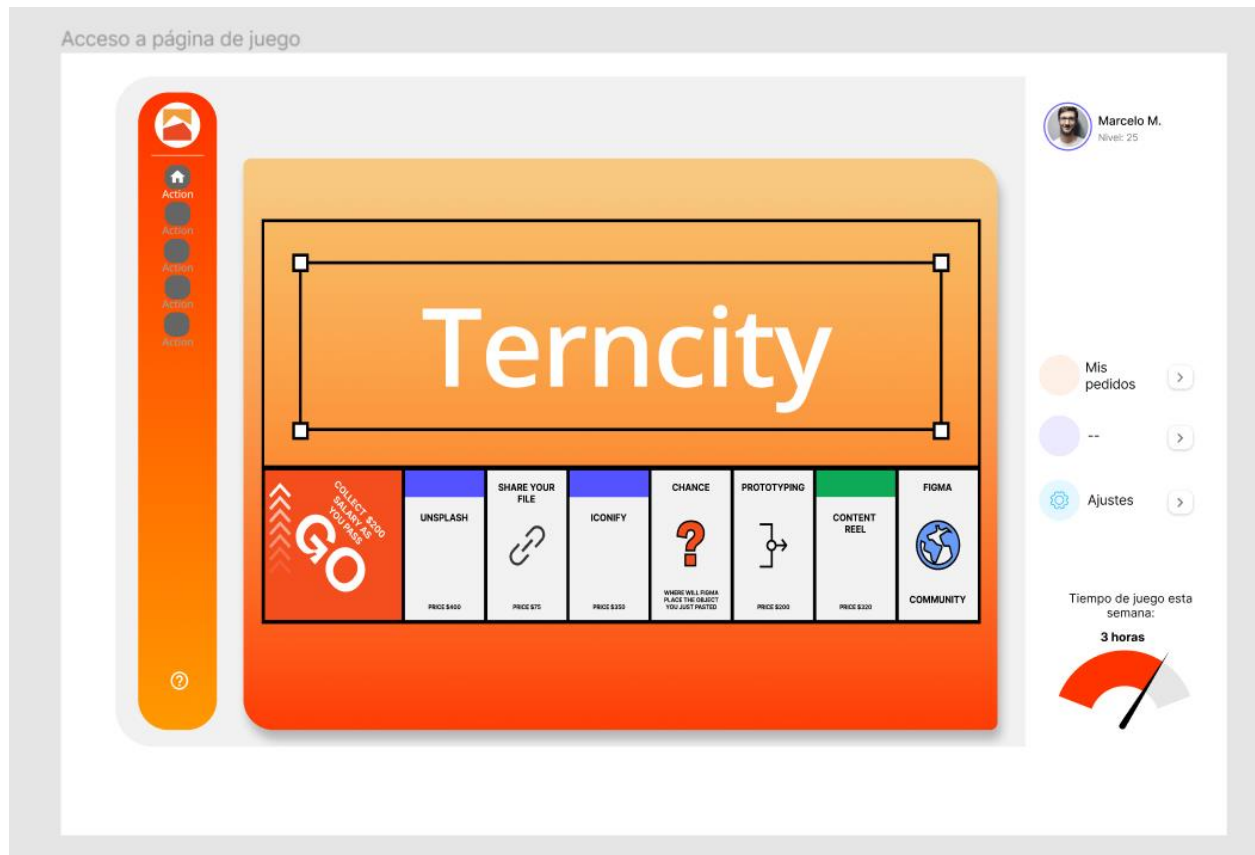 Acceso a página de juego
Action
Action
Action
Action
Action
Terncity
COLLECT $200
SALARY AS
YOU PASS
GO
UNSPLASH
PRICE $400
SHARE YOUR
FILE
PRICE $75
ICONIFY
PRICE $350
CHANCE
?
WHERE WILL FIGMA
PLACE THE OBJECT
YOU JUST PASTED
PROTOTYPING
PRICE $200
CONTENT
REEL
PRICE $320
FIGMA
COMMUNITY
?
Marcelo M.
Nivel: 25
Mis
pedidos
--
Ajustes
Tiempo de juego esta
semana:
3 horas